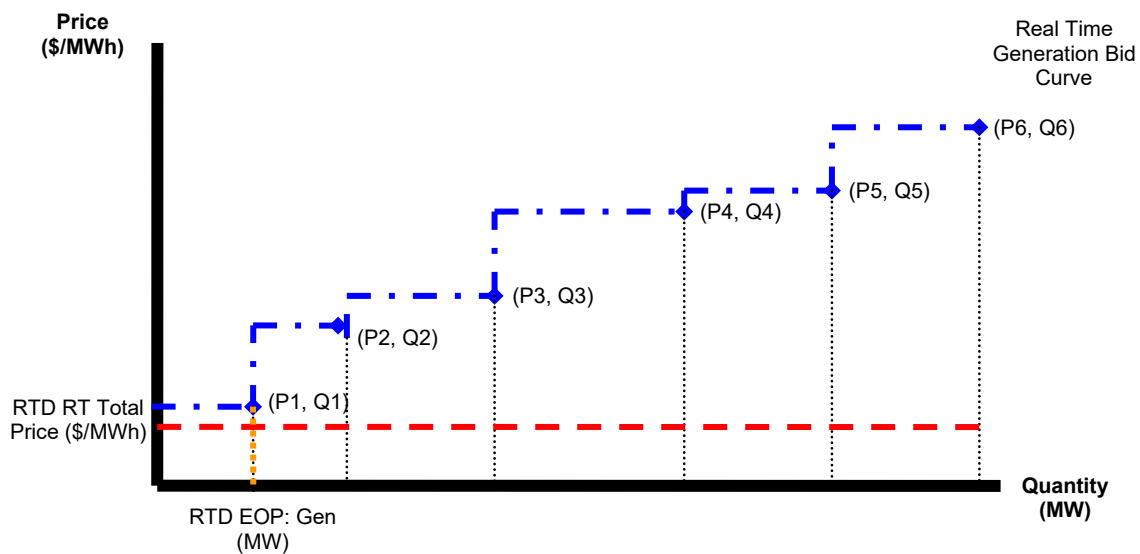 Price
($/MWh)
Real Time
Generation Bid
Curve
(P6, Q6)
(P5, Q5)
(P4, Q4)
(P3, Q3)
(P2, Q2)
(P1, Q1)
RTD RT Total
Price ($/MWh)
Quantity
(MW)
RTD EOP: Gen
(MW)